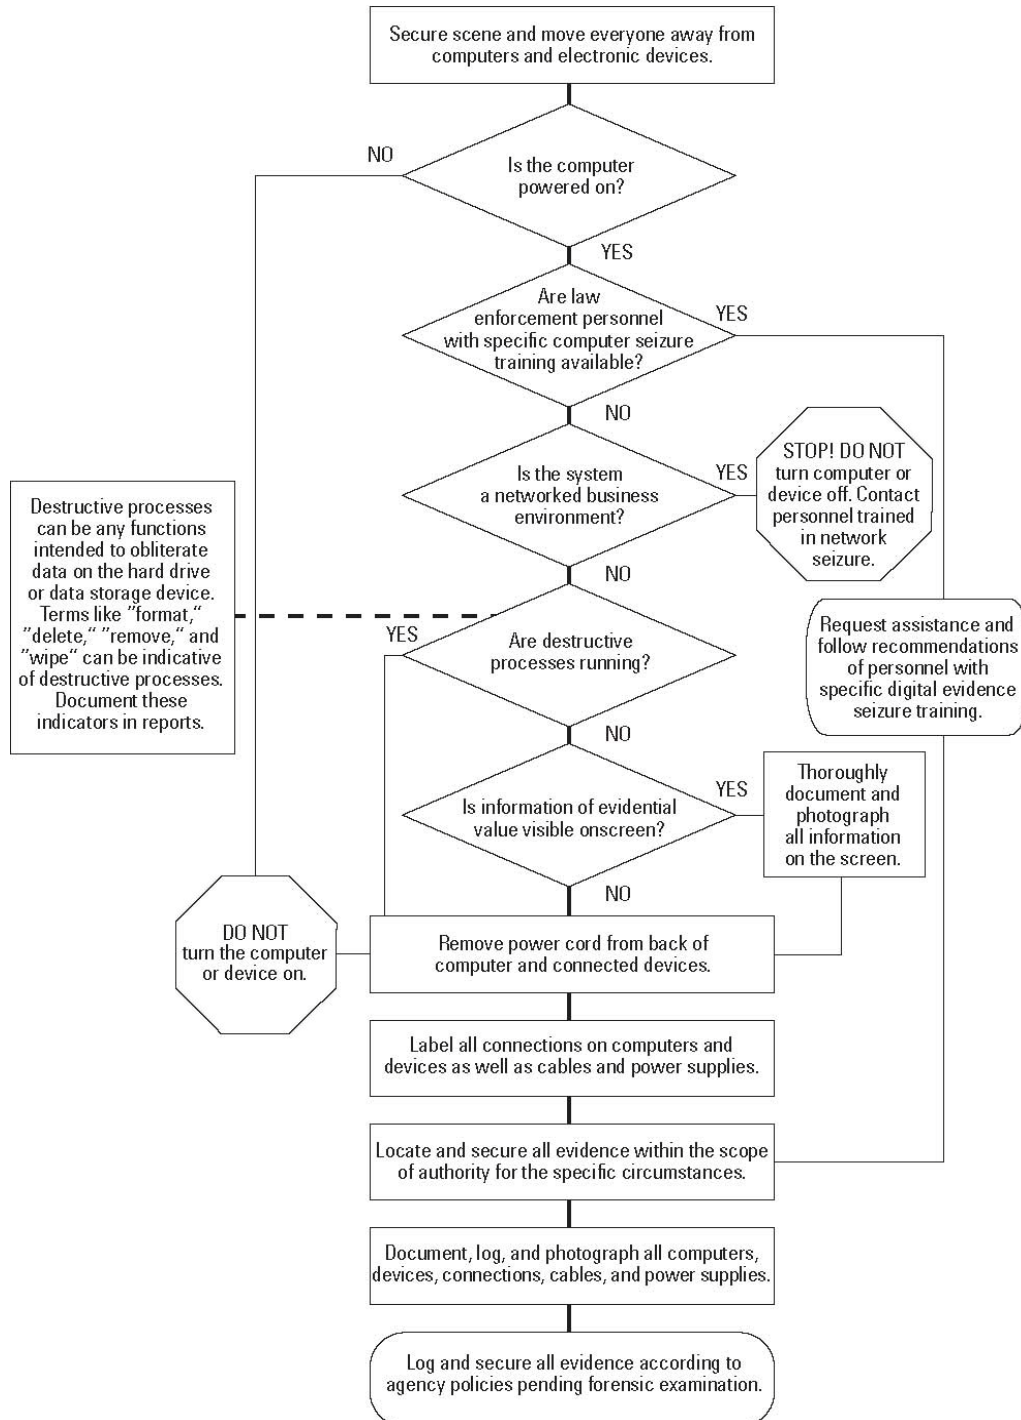 Secure scene and move everyone away from
computers and electronic devices.
NO
Is the computer
powered on?
YES
Are law
enforcement personnel
with specific computer seizure
training available?
YES
NO
Is the system
a networked business
environment?
YES
STOP! DO NOT
turn computer or
device off. Contact
personnel trained
in network
seizure.
NO
Destructive processes
can be any functions
intended to obliterate
data on the hard drive
or data storage device.
Terms like ”format,“
”delete,“ ”remove,“ and
”wipe“ can be indicative
of destructive processes.
Document these
indicators in reports.
YES
Are destructive
processes running?
Request assistance and
follow recommendations
of personnel with
specific digital evidence
seizure training.
NO
Is information of evidential
value visible onscreen?
YES
Thoroughly
document and
photograph
all information
on the screen.
NO
DO NOT
turn the computer
or device on.
Remove power cord from back of
computer and connected devices.
Label all connections on computers and
devices as well as cables and power supplies.
Locate and secure all evidence within the scope
of authority for the specific circumstances.
Document, log, and photograph all computers,
devices, connections, cables, and power supplies.
Log and secure all evidence according to
agency policies pending forensic examination.